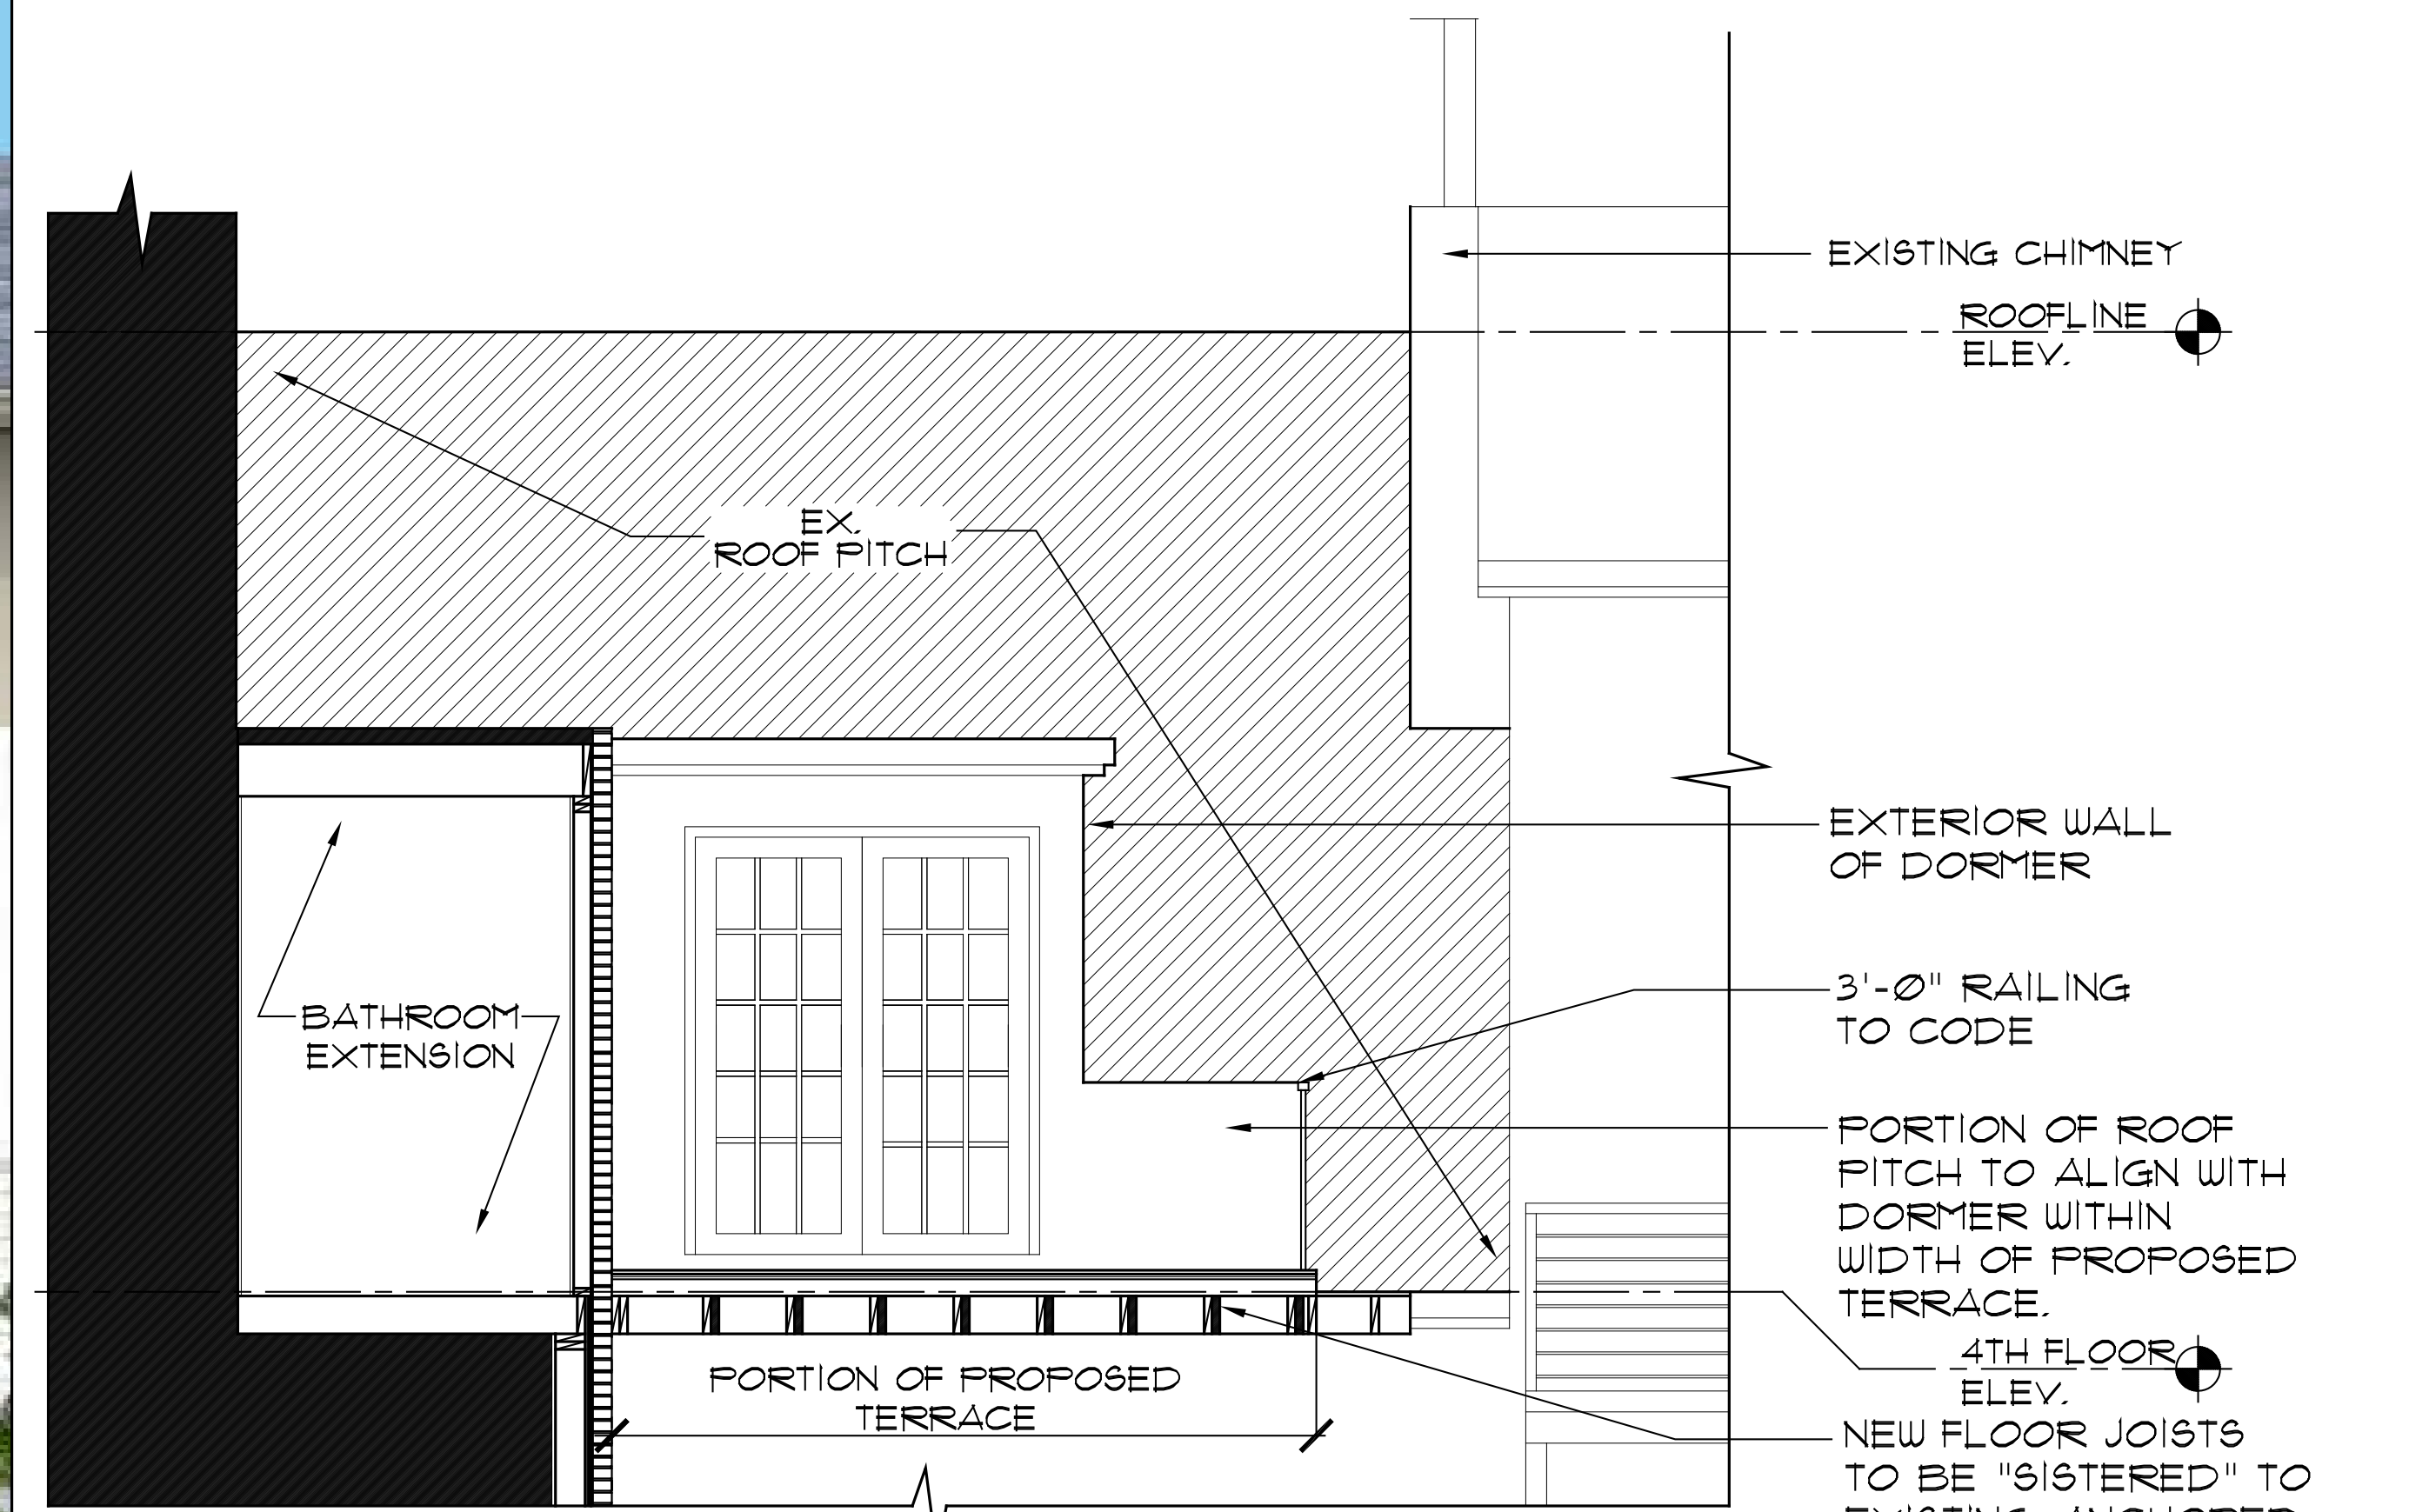 EXISTING CHIMNEY
ROOFLINE
ELEV.
EX.
ROOF PITCH
EXTERIOR WALL
OF DORMER
3'-0" RAILING
TO CODE
BATHROOM
EXTENSION
PORTION OF ROOF
PITCH TO ALIGN WITH
DORMER WITHIN
WIDTH OF PROPOSED
TERRACE.
4TH FLOOR
ELEV.
PORTION OF PROPOSED
TERRACE
NEW FLOOR JOISTS
TO BE "SISTERED" TO
EXISTING, ANCHORED